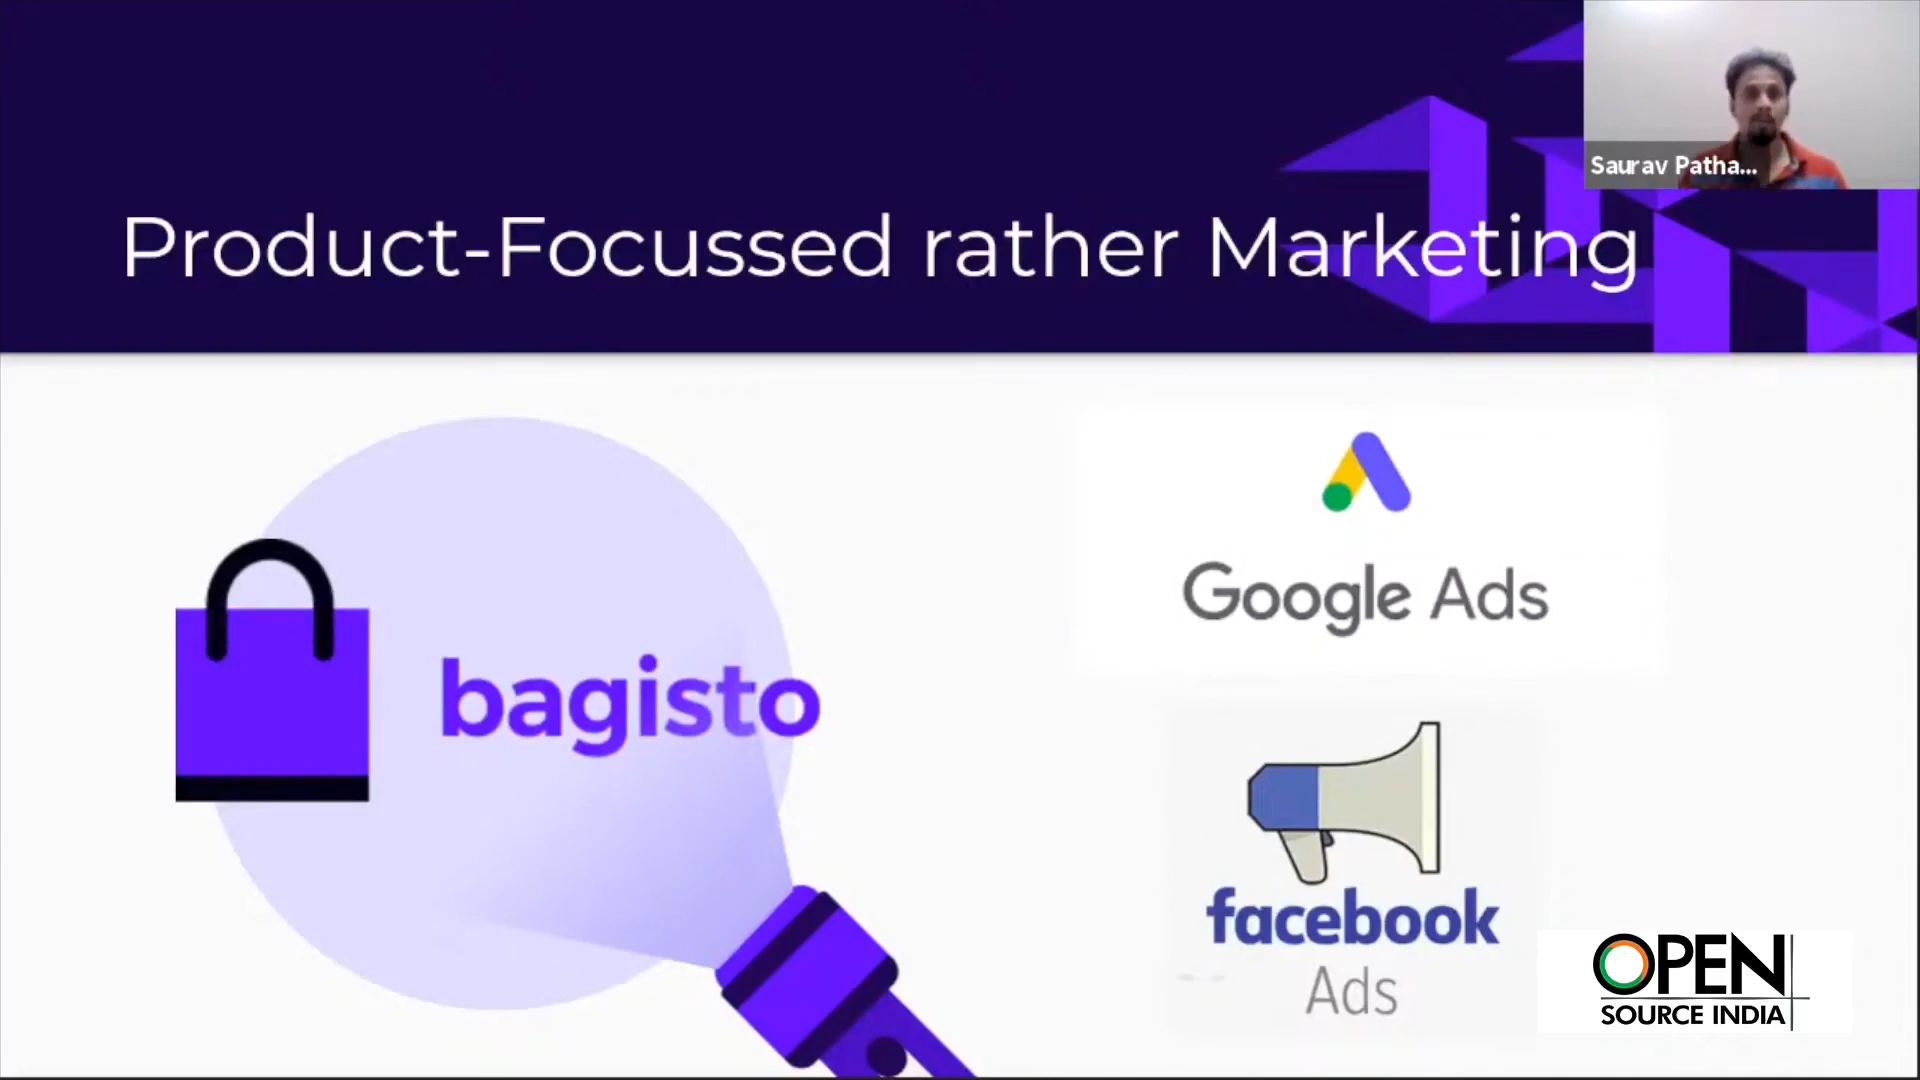 Saurav Patha...
Product-Focussed rather Marketing
bagisto
Google Ads
facebook
Ads
OPEN
SOURCE INDIA